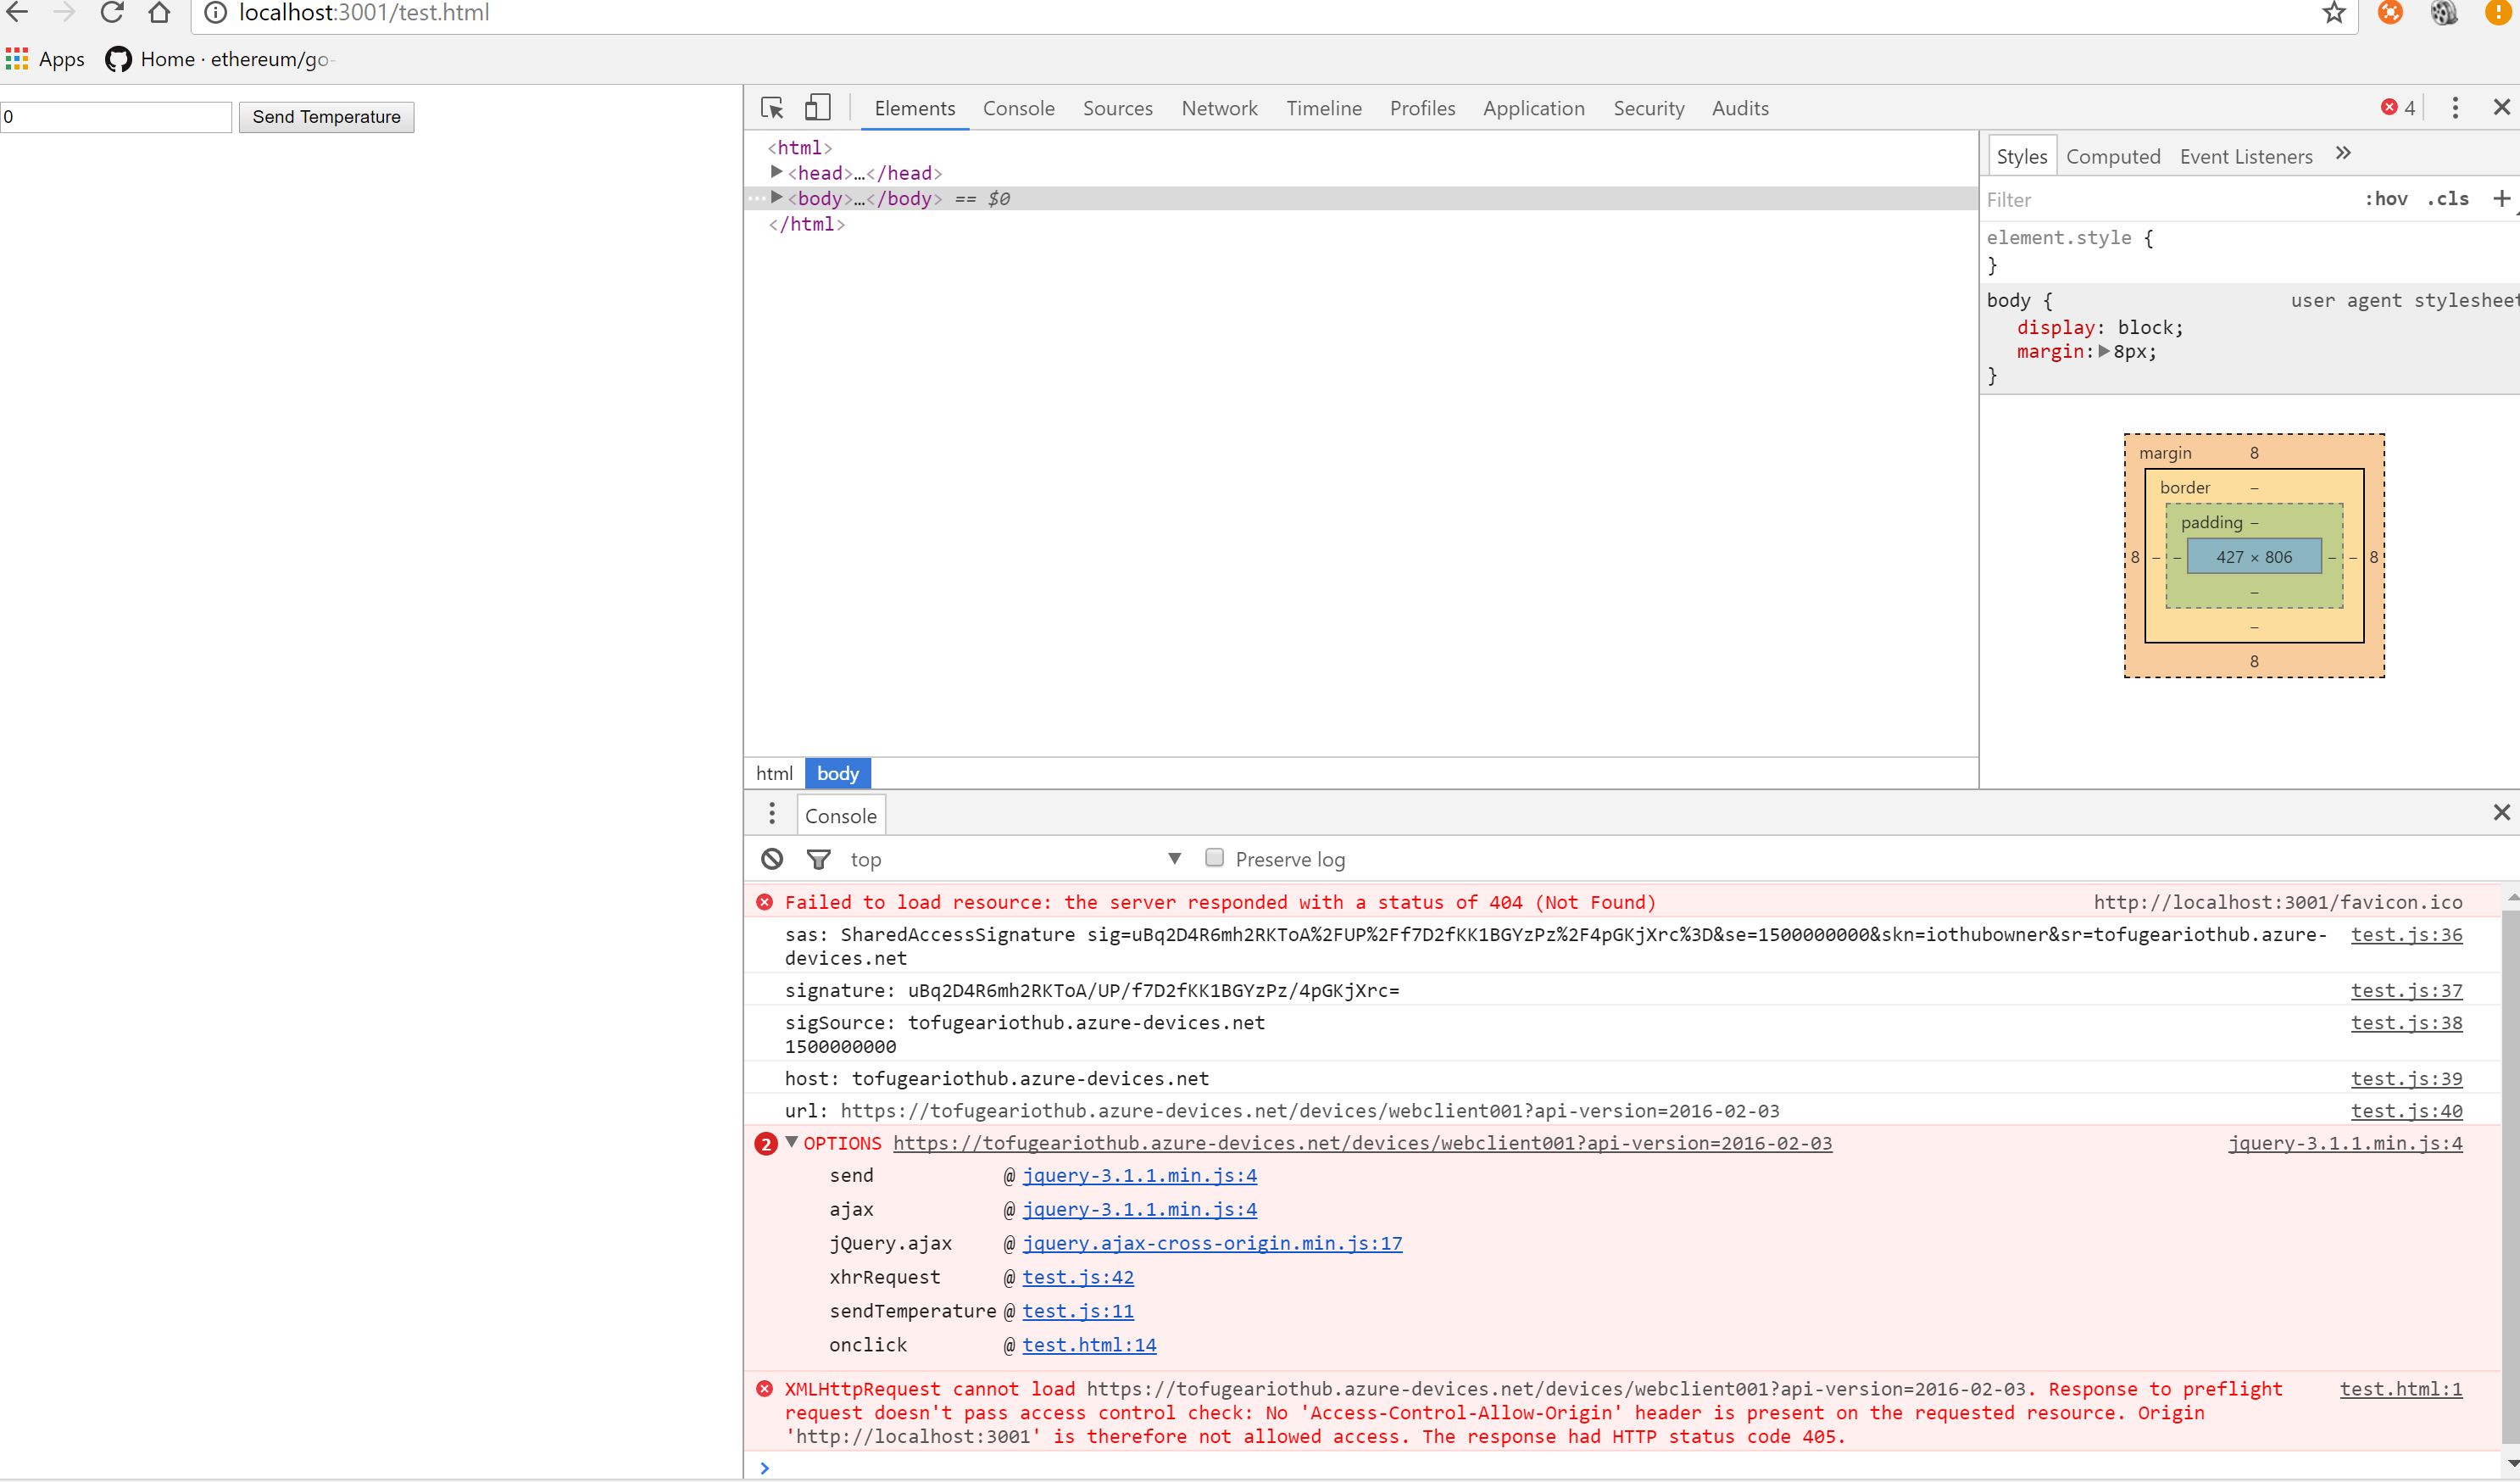 localhost:3001/test.html
Apps Home · ethereum/go-
0 Send Temperature
Elements Console Sources Network Timeline Profiles Application Security Audits 4
<html>
<head>…</head>
<body>…</body> == $0
</html>
html body
Styles Computed Event Listeners »
Filter :hov .cls +
element.style {
}
body { user agent stylesheet
display: block;
margin: 8px;
}
margin 8
border –
padding –
8 – – 427 × 806 – – 8
–
–
8
Console
top Preserve log
Failed to load resource: the server responded with a status of 404 (Not Found) http://localhost:3001/favicon.ico
sas: SharedAccessSignature sig=uBq2D4R6mh2RKToA%2FUP%2Ff7D2fKK1BGYzPz%2F4pGKjXrc%3D&se=1500000000&skn=iothubowner&sr=tofugeariothub.azure- test.js:36
devices.net
signature: uBq2D4R6mh2RKToA/UP/f7D2fKK1BGYzPz/4pGKjXrc= test.js:37
sigSource: tofugeariothub.azure-devices.net test.js:38
1500000000
host: tofugeariothub.azure-devices.net test.js:39
url: https://tofugeariothub.azure-devices.net/devices/webclient001?api-version=2016-02-03 test.js:40
2 OPTIONS https://tofugeariothub.azure-devices.net/devices/webclient001?api-version=2016-02-03 jquery-3.1.1.min.js:4
send @ jquery-3.1.1.min.js:4
ajax @ jquery-3.1.1.min.js:4
jQuery.ajax @ jquery.ajax-cross-origin.min.js:17
xhrRequest @ test.js:42
sendTemperature @ test.js:11
onclick @ test.html:14
XMLHttpRequest cannot load https://tofugeariothub.azure-devices.net/devices/webclient001?api-version=2016-02-03. Response to preflight test.html:1
request doesn't pass access control check: No 'Access-Control-Allow-Origin' header is present on the requested resource. Origin
'http://localhost:3001' is therefore not allowed access. The response had HTTP status code 405.